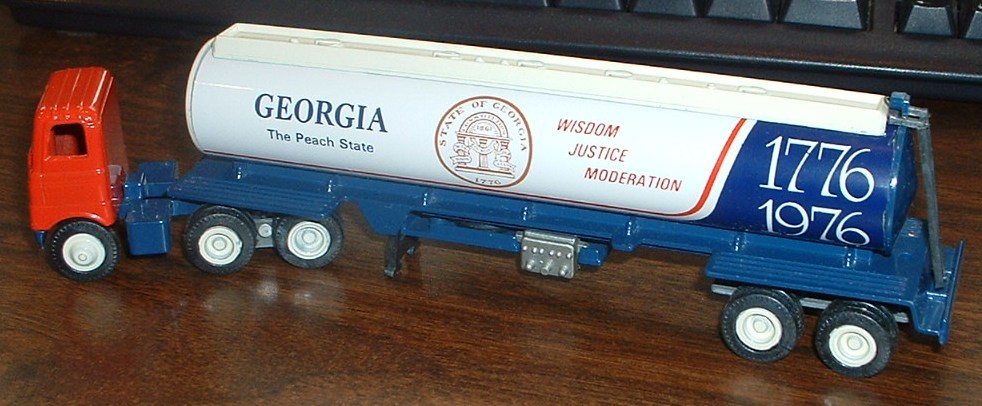 GEORGIA
The Peach State
STATE OF GEORGIA
1776
WISDOM
JUSTICE
MODERATION
1776
1976